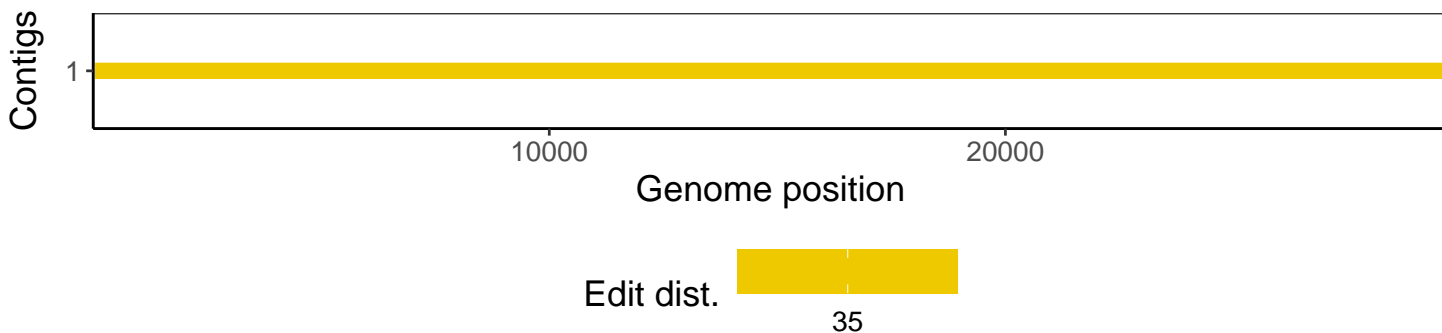 Contigs
1
10000 20000
Genome position
Edit dist.
35